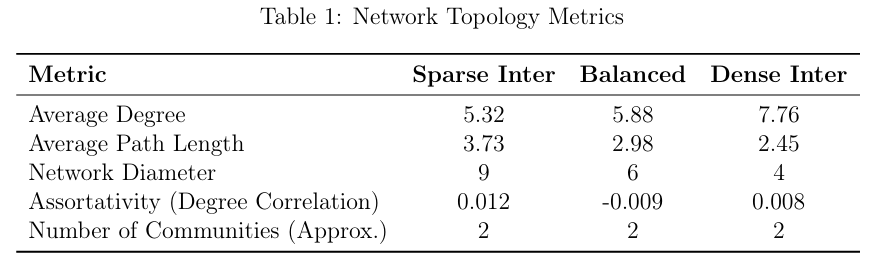 Table 1: Network Topology Metrics
Metric Sparse Inter Balanced Dense Inter
Average Degree 5.32 5.88 7.76
Average Path Length 3.73 2.98 2.45
Network Diameter 9 6 4
Assortativity (Degree Correlation) 0.012 -0.009 0.008
Number of Communities (Approx.) 2 2 2